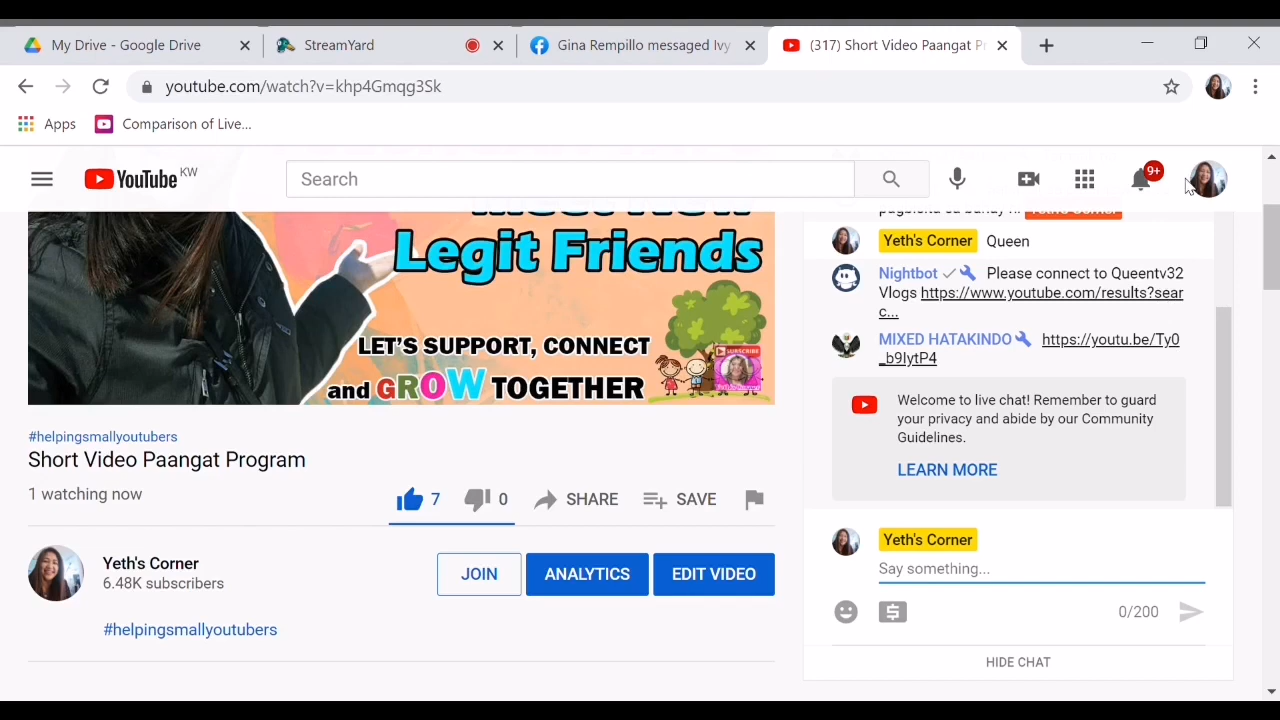 My Drive - Google Drive
StreamYard
Gina Rempillo messaged Ivy
(317) Short Video Paangat Pr
youtube.com/watch?v=khp4Gmqg3Sk
Apps
Comparison of Live...
YouTube KW
Search
9+
Legit Friends
LET'S SUPPORT, CONNECT
and GROW TOGETHER
SUBSCRIBE
#helpingsmallyoutubers
Short Video Paangat Program
1 watching now
7
0
SHARE
SAVE
Yeth's Corner
6.48K subscribers
JOIN
ANALYTICS
EDIT VIDEO
#helpingsmallyoutubers
Yeth's Corner Queen
Nightbot Please connect to Queentv32
Vlogs https://www.youtube.com/results?sear
c...
MIXED HATAKINDO https://youtu.be/Ty0
_b9IytP4
Welcome to live chat! Remember to guard
your privacy and abide by our Community
Guidelines.
LEARN MORE
Yeth's Corner
Say something...
0/200
HIDE CHAT